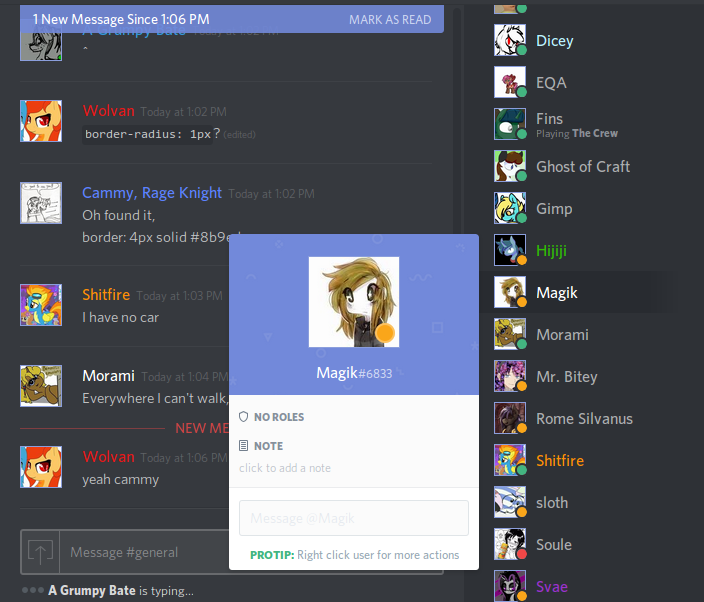 1 New Message Since 1:06 PM MARK AS READ
A Grumpy Bate Today at 1:02 PM
^
Wolvan Today at 1:02 PM
border-radius: 1px? (edited)
Cammy, Rage Knight Today at 1:02 PM
Oh found it,
border: 4px solid #8b9
Shitfire Today at 1:03 PM
I have no car
Morami Today at 1:04 PM
Everywhere I can't walk,
NEW ME
Wolvan Today at 1:06 PM
yeah cammy
Message #general
A Grumpy Bate is typing...
Magik#6833
NO ROLES
NOTE
click to add a note
Message @Magik
PROTIP: Right click user for more actions
Dicey
EQA
Fins
Playing The Crew
Ghost of Craft
Gimp
Hijiji
Magik
Morami
Mr. Bitey
Rome Silvanus
Shitfire
sloth
Soule
Svae